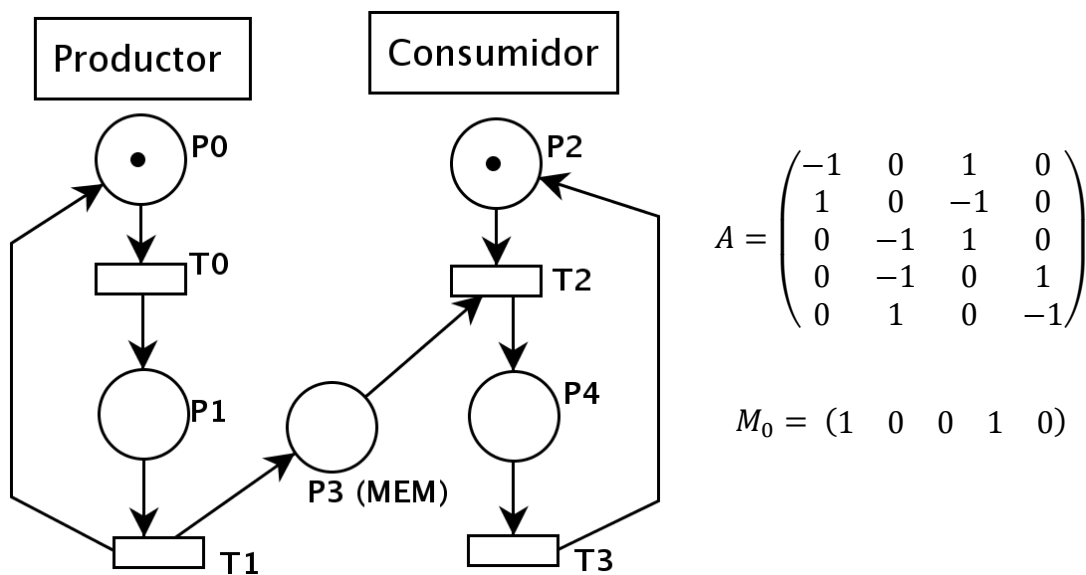 Productor
Consumidor
P0
P2
T0
T2
P1
P4
P3 (MEM)
T1
T3
A = (−1 0 1 0
1 0 −1 0
0 −1 1 0
0 −1 0 1
0 1 0 −1)
M₀ = (1 0 0 1 0)